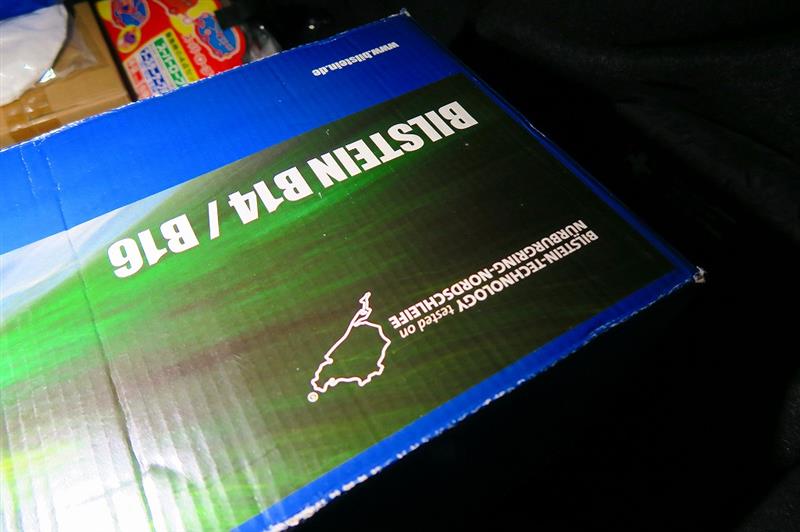 www.bilstein.de
BILSTEIN B14 / B16
BILSTEIN-TECHNOLOGY tested on
NÜRBURGRING-NORDSCHLEIFE